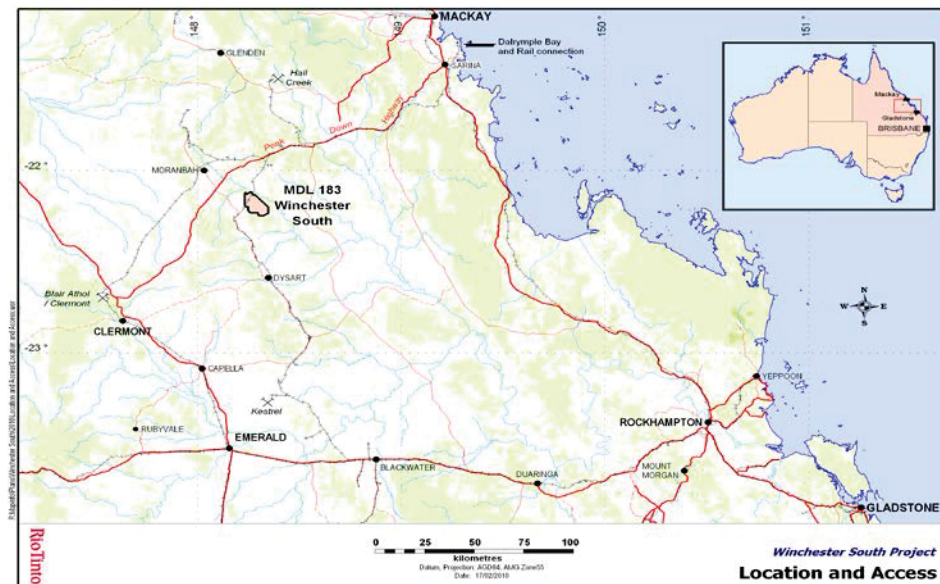 148
149
150
151
MACKAY
Dalrymple Bay
and Rail connection
GLENDEN
SARINA
Hail
Creek
Peak Down Highway
-22
MORANBAH
MDL 183
Winchester
South
DYSART
Blair Athol
/ Clermont
CLERMONT
-23
CAPELLA
YEPPOON
Kestrel
ROCKHAMPTON
RUBYVALE
EMERALD
BLACKWATER
MOUNT
MORGAN
DUARINGA
GLADSTONE
Mackay
Gladstone
BRISBANE
N
W E
S
RioTinto
0 25 50 75 100
kilometres
Datum, Projection: AGD84, AMG Zone55
Date: 17/02/2010
Winchester South Project
Location and Access